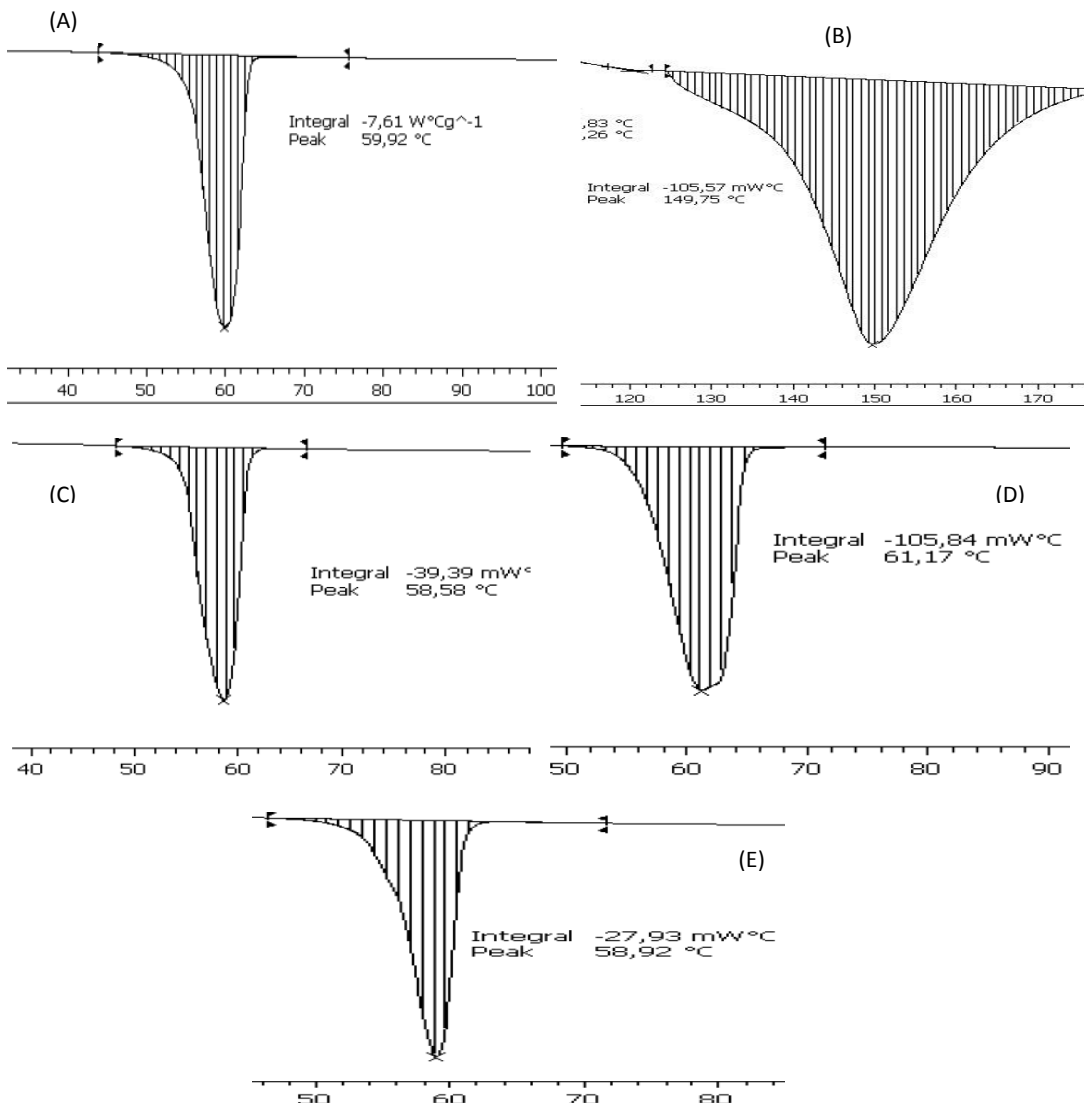 (A)
Integral -7,61 W°Cg^-1
Peak 59,92 °C
40 50 60 70 80 90 100
(B)
,83 °C
,26 °C
Integral -105,57 mW°C
Peak 149,75 °C
120 130 140 150 160 170
(C)
Integral -39,39 mW°
Peak 58,58 °C
40 50 60 70 80
(D)
Integral -105,84 mW°C
Peak 61,17 °C
50 60 70 80 90
(E)
Integral -27,93 mW°C
Peak 58,92 °C
50 60 70 80